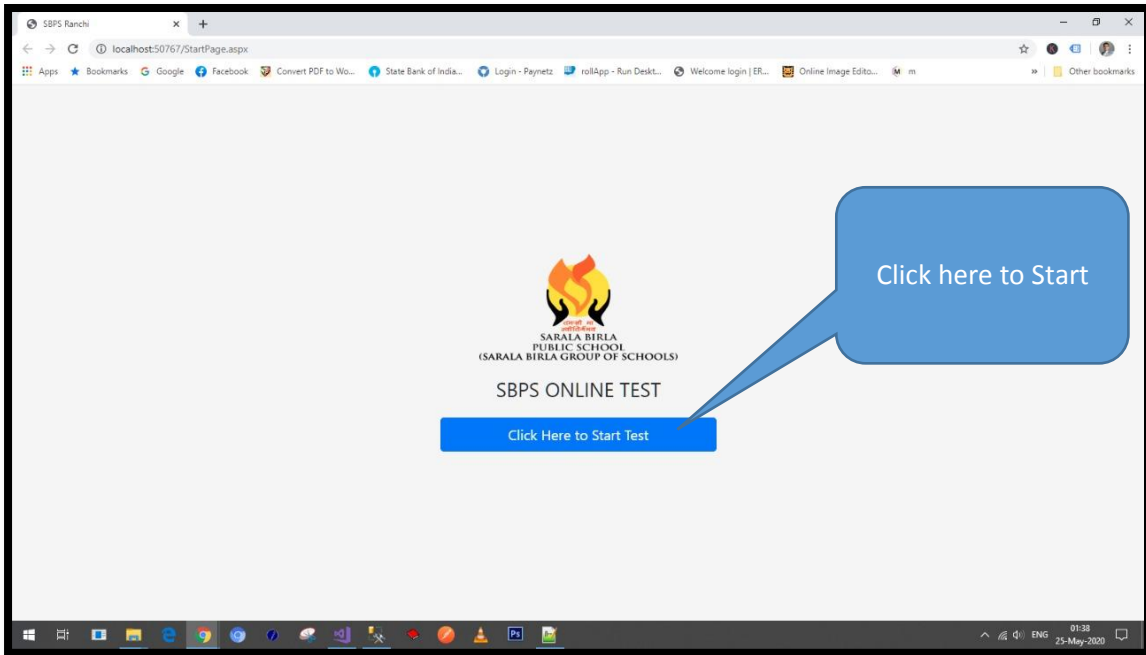 SBPS Ranchi
localhost:50767/StartPage.aspx
Apps Bookmarks Google Facebook Convert PDF to Wo... State Bank of India... Login - Paynetz rollApp - Run Deskt... Welcome login | ER... Online Image Edito... m » Other bookmarks
Click here to Start
SARALA BIRLA
PUBLIC SCHOOL
(SARALA BIRLA GROUP OF SCHOOLS)
SBPS ONLINE TEST
Click Here to Start Test
Ps
ENG
01:38
25-May-2020